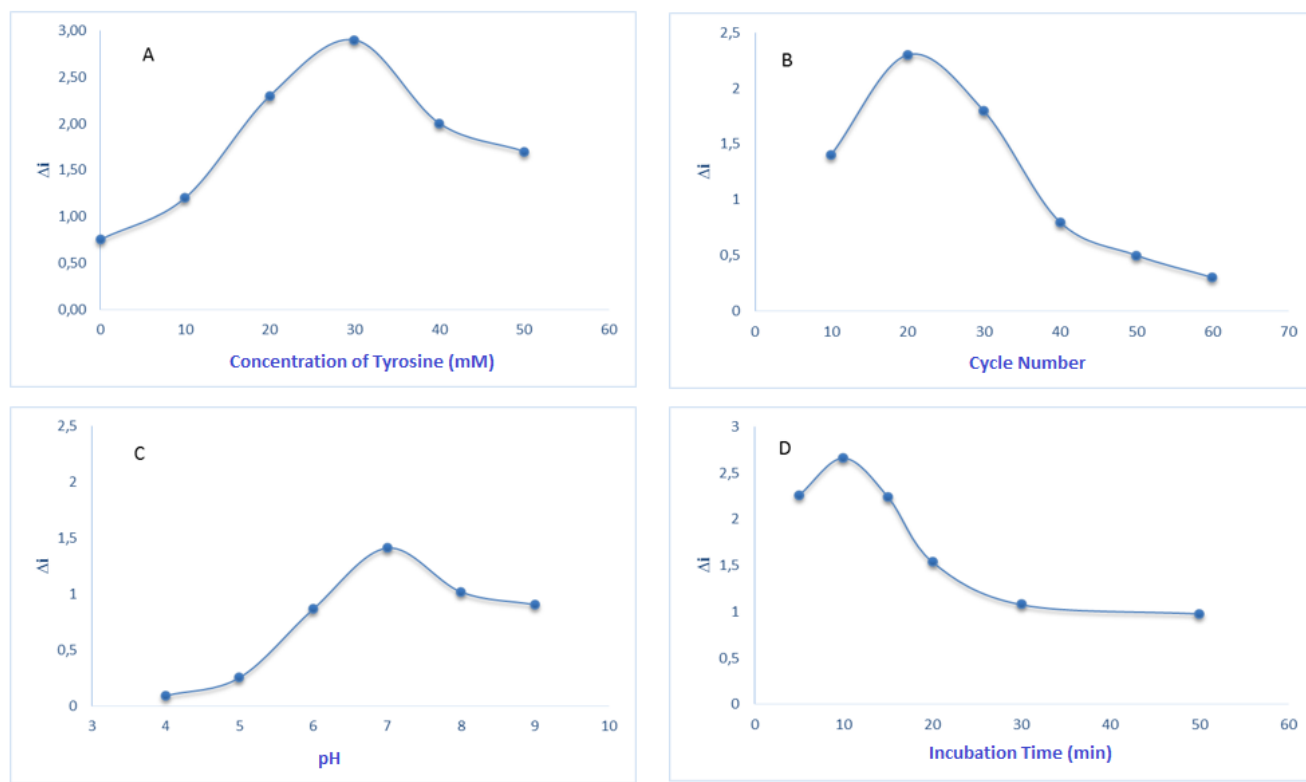 A
3,00
2,50
2,00
1,50
1,00
0,50
0,00
Δi
0 10 20 30 40 50 60
Concentration of Tyrosine (mM)
B
2,5
2
1,5
1
0,5
0
Δi
0 10 20 30 40 50 60 70
Cycle Number
C
2,5
2
1,5
1
0,5
0
Δi
3 4 5 6 7 8 9 10
pH
D
3
2,5
2
1,5
1
0,5
0
Δi
0 10 20 30 40 50 60
Incubation Time (min)